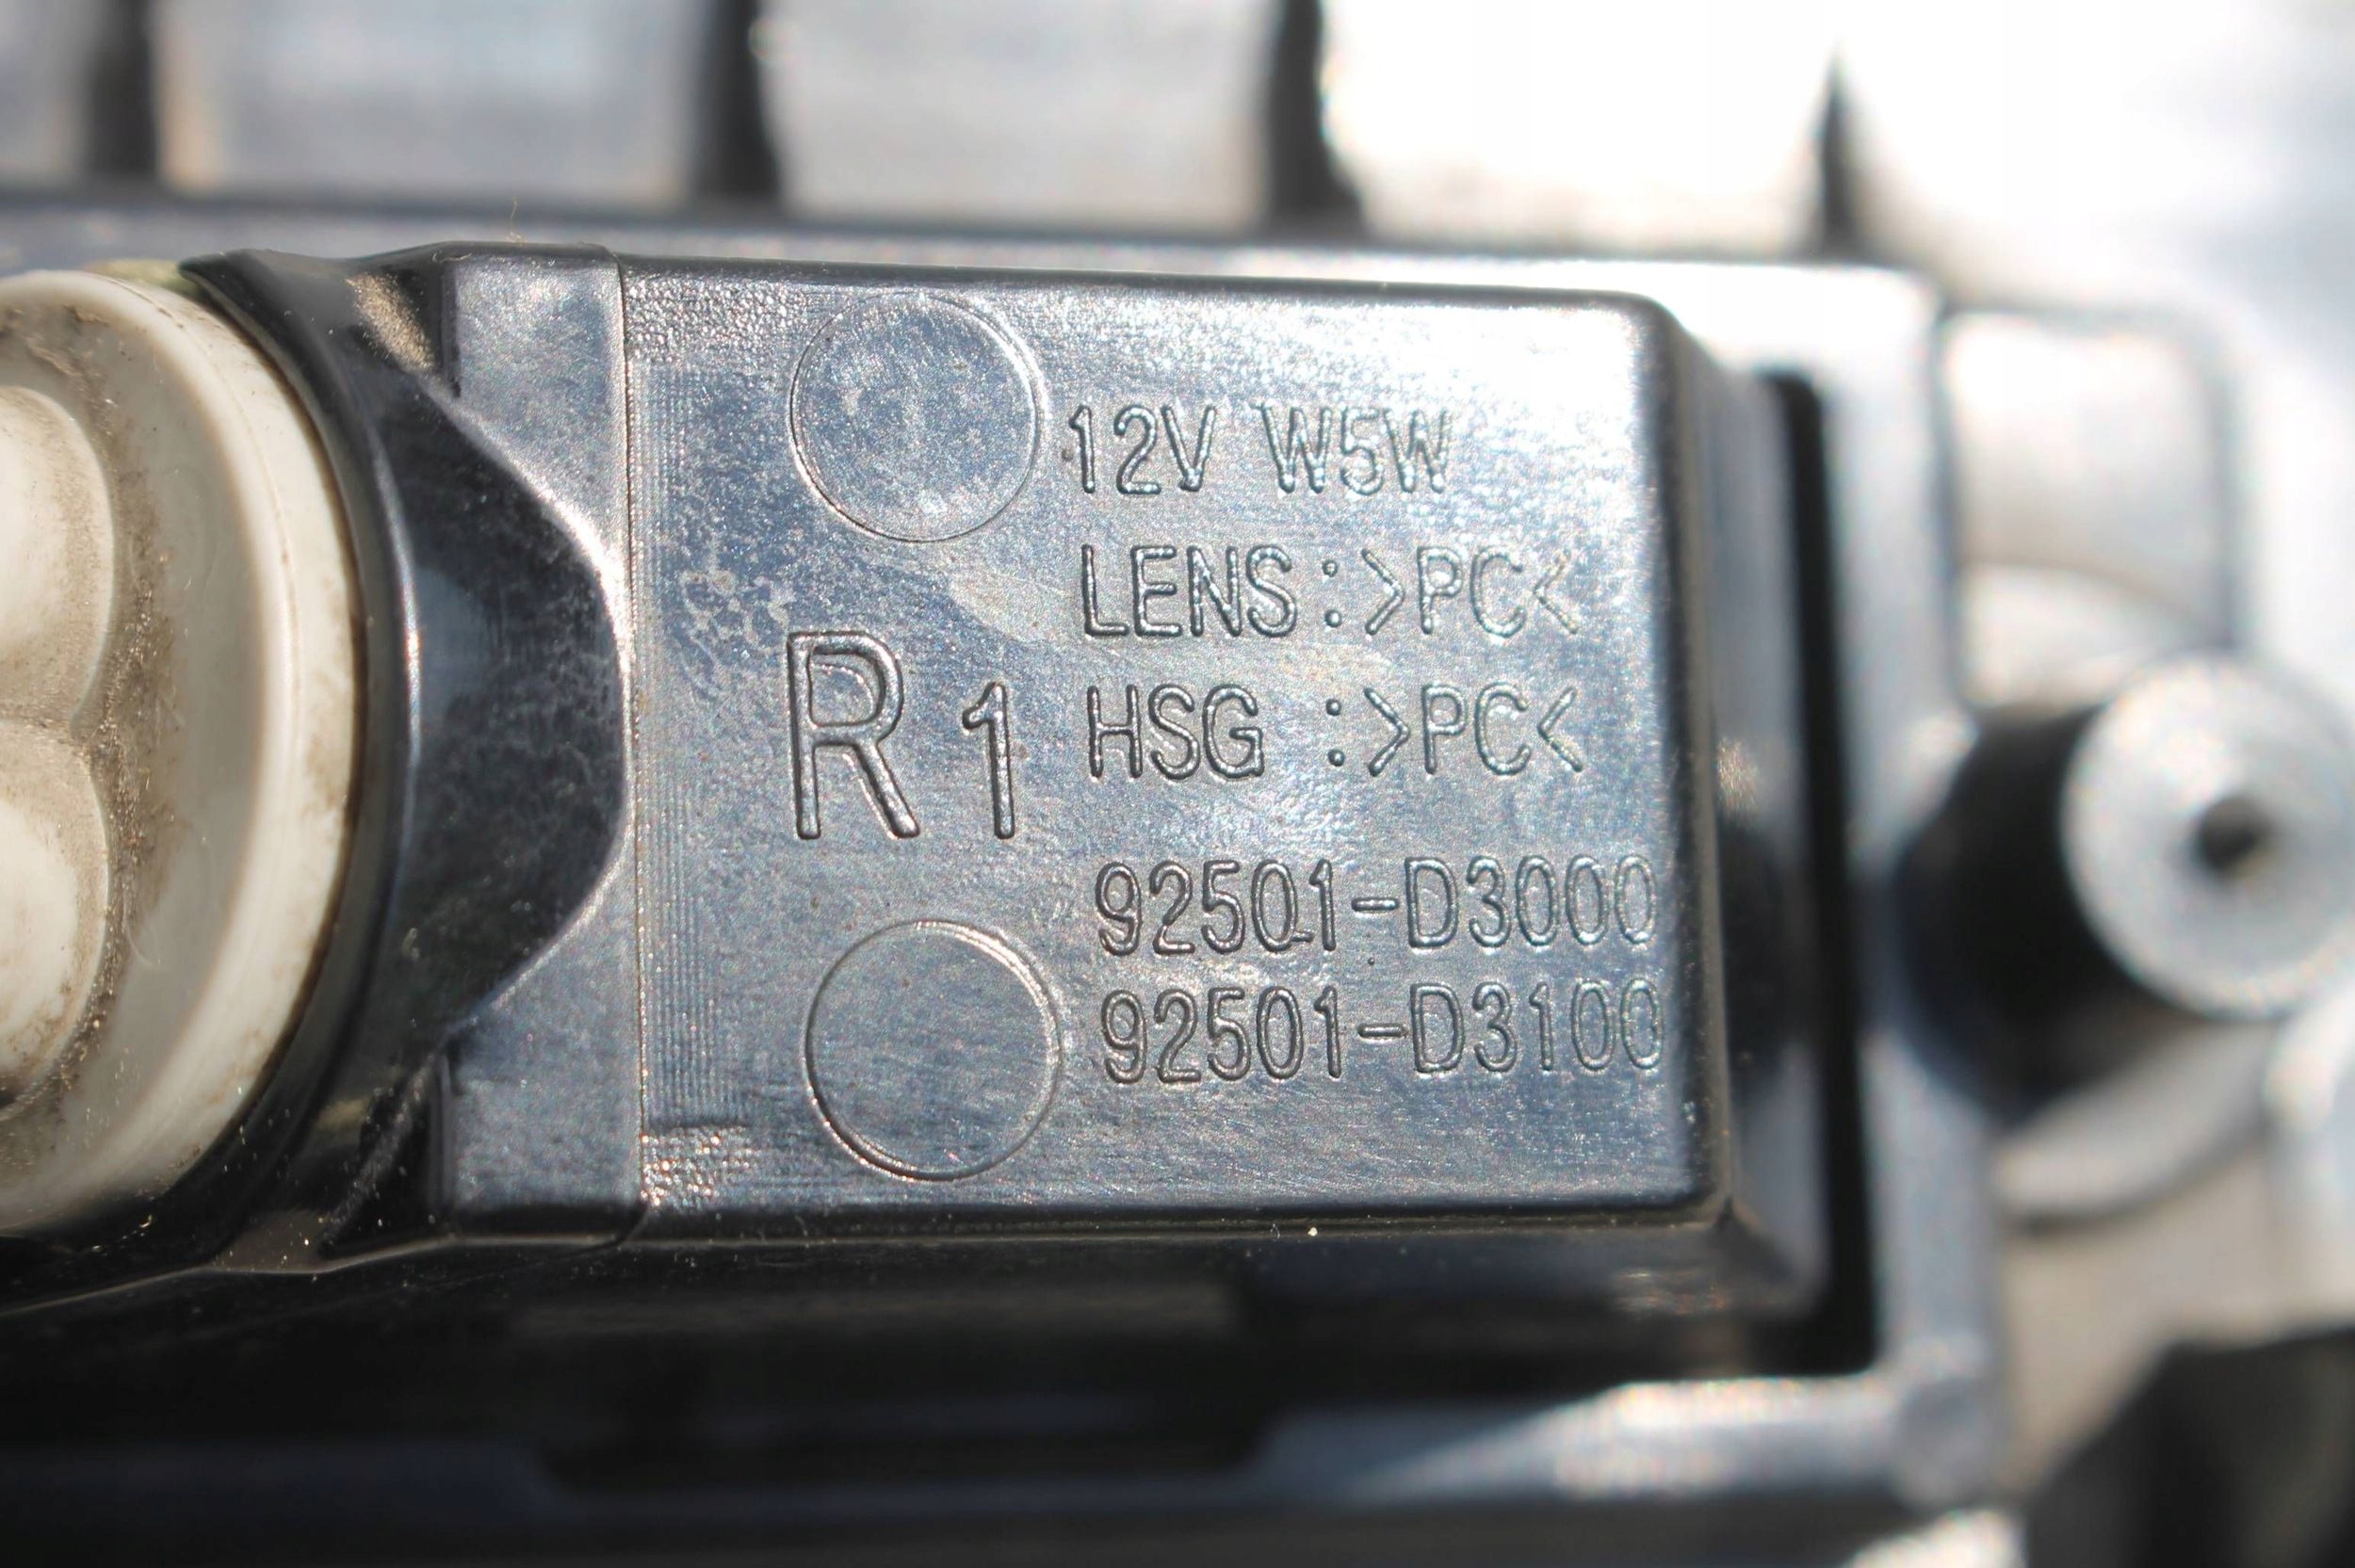 12V W5W
LENS :>PC<
R 1
HSG :>PC<
92501-D3000
92501-D3100